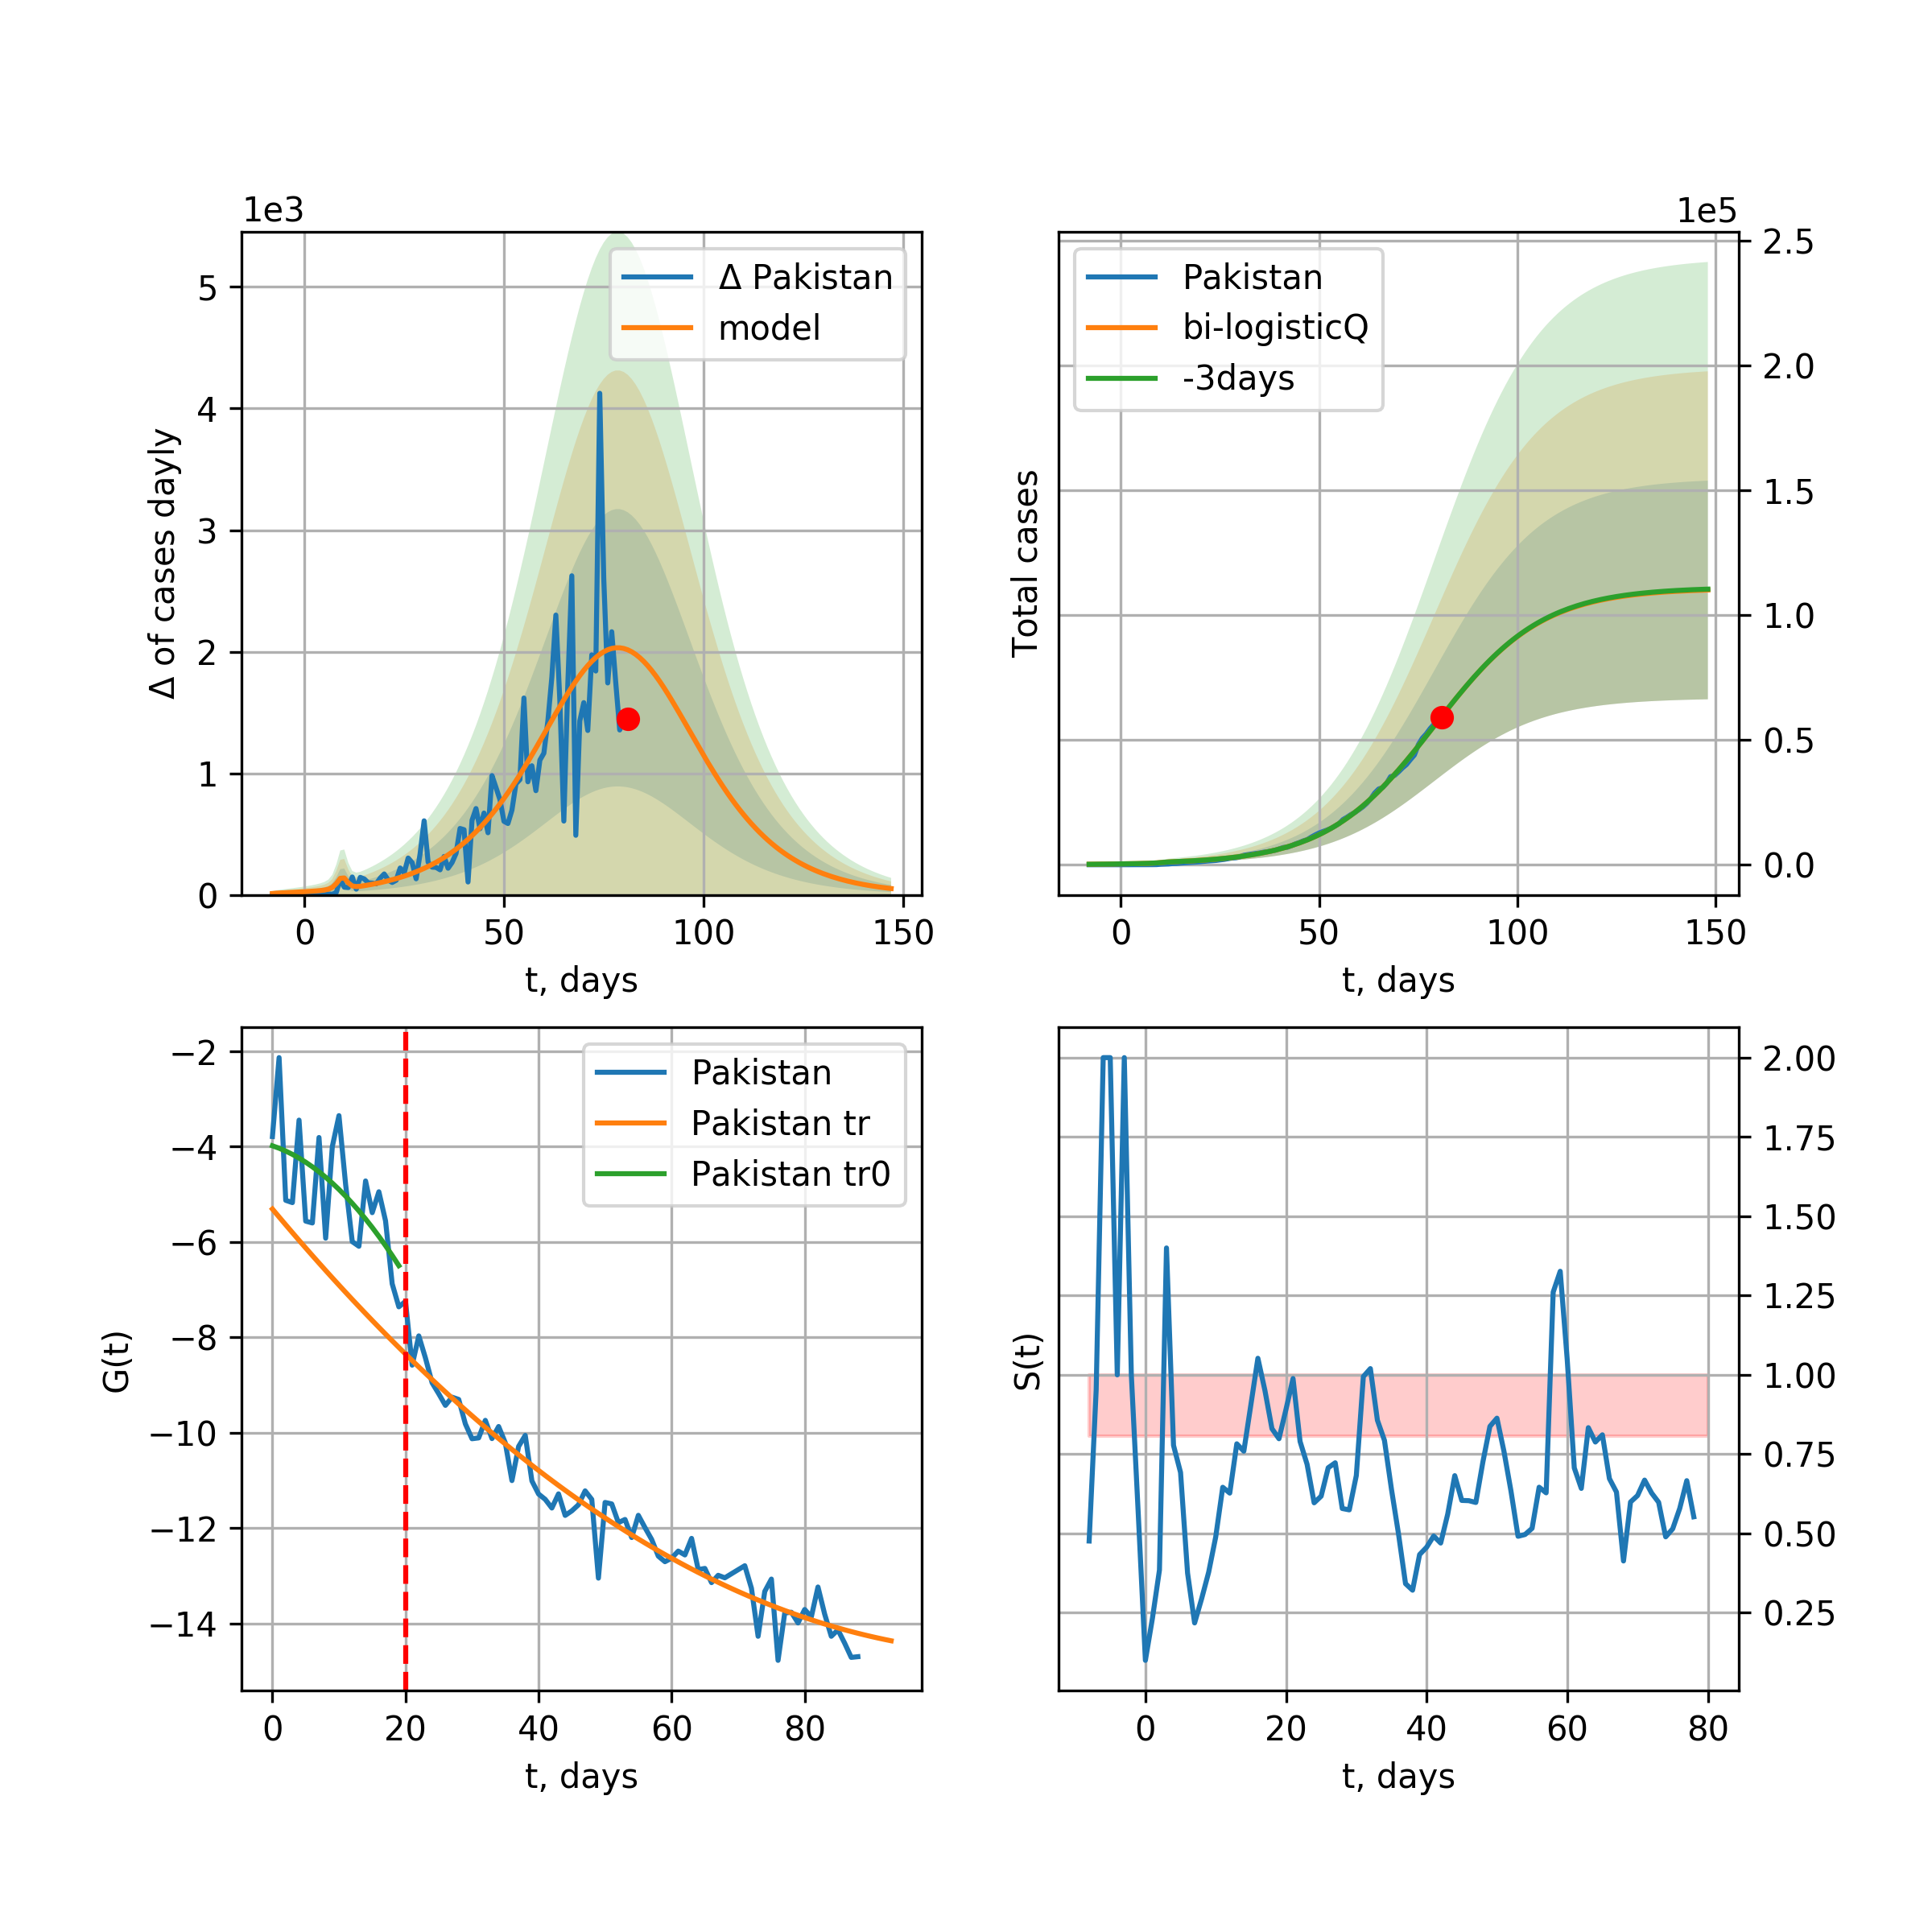 1e3
5
4
3
2
1
0
Δ of cases dayly
Δ Pakistan
model
0 50 100 150
t, days
1e5
2.5
2.0
1.5
1.0
0.5
0.0
Total cases
Pakistan
bi-logisticQ
-3days
0 50 100 150
t, days
−2
−4
−6
−8
−10
−12
−14
G(t)
Pakistan
Pakistan tr
Pakistan tr0
0 20 40 60 80
t, days
2.00
1.75
1.50
1.25
1.00
0.75
0.50
0.25
S(t)
0 20 40 60 80
t, days